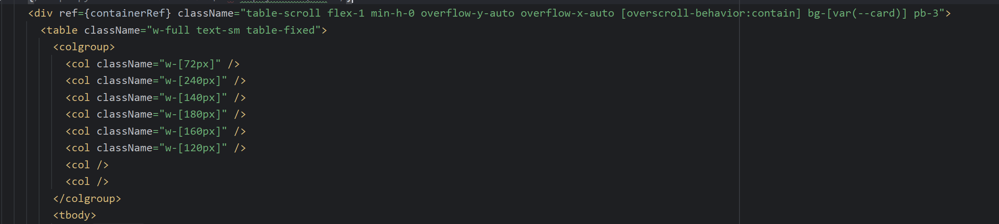 <div ref={containerRef} className="table-scroll flex-1 min-h-0 overflow-y-auto overflow-x-auto [overscroll-behavior:contain] bg-[var(--card)] pb-3">
<table className="w-full text-sm table-fixed">
<colgroup>
<col className="w-[72px]" />
<col className="w-[240px]" />
<col className="w-[140px]" />
<col className="w-[180px]" />
<col className="w-[160px]" />
<col className="w-[120px]" />
<col />
<col />
</colgroup>
<tbody>